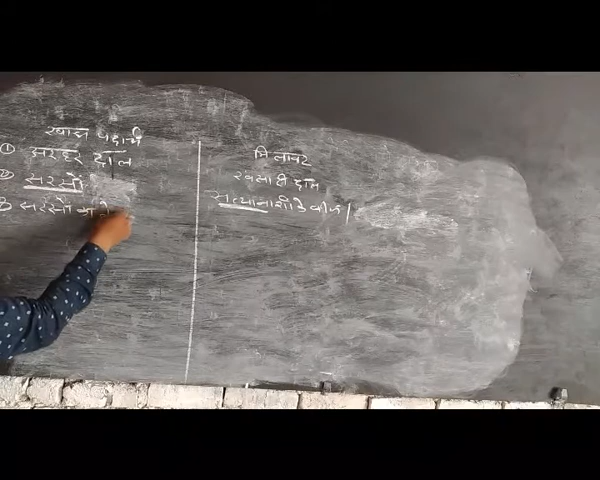 खाद्य पदार्थ
① अरहर दाल
② सरसों
③ सरसों का ते
मिलावट
खेसारी दाल
सत्यानाशी के बीज ।